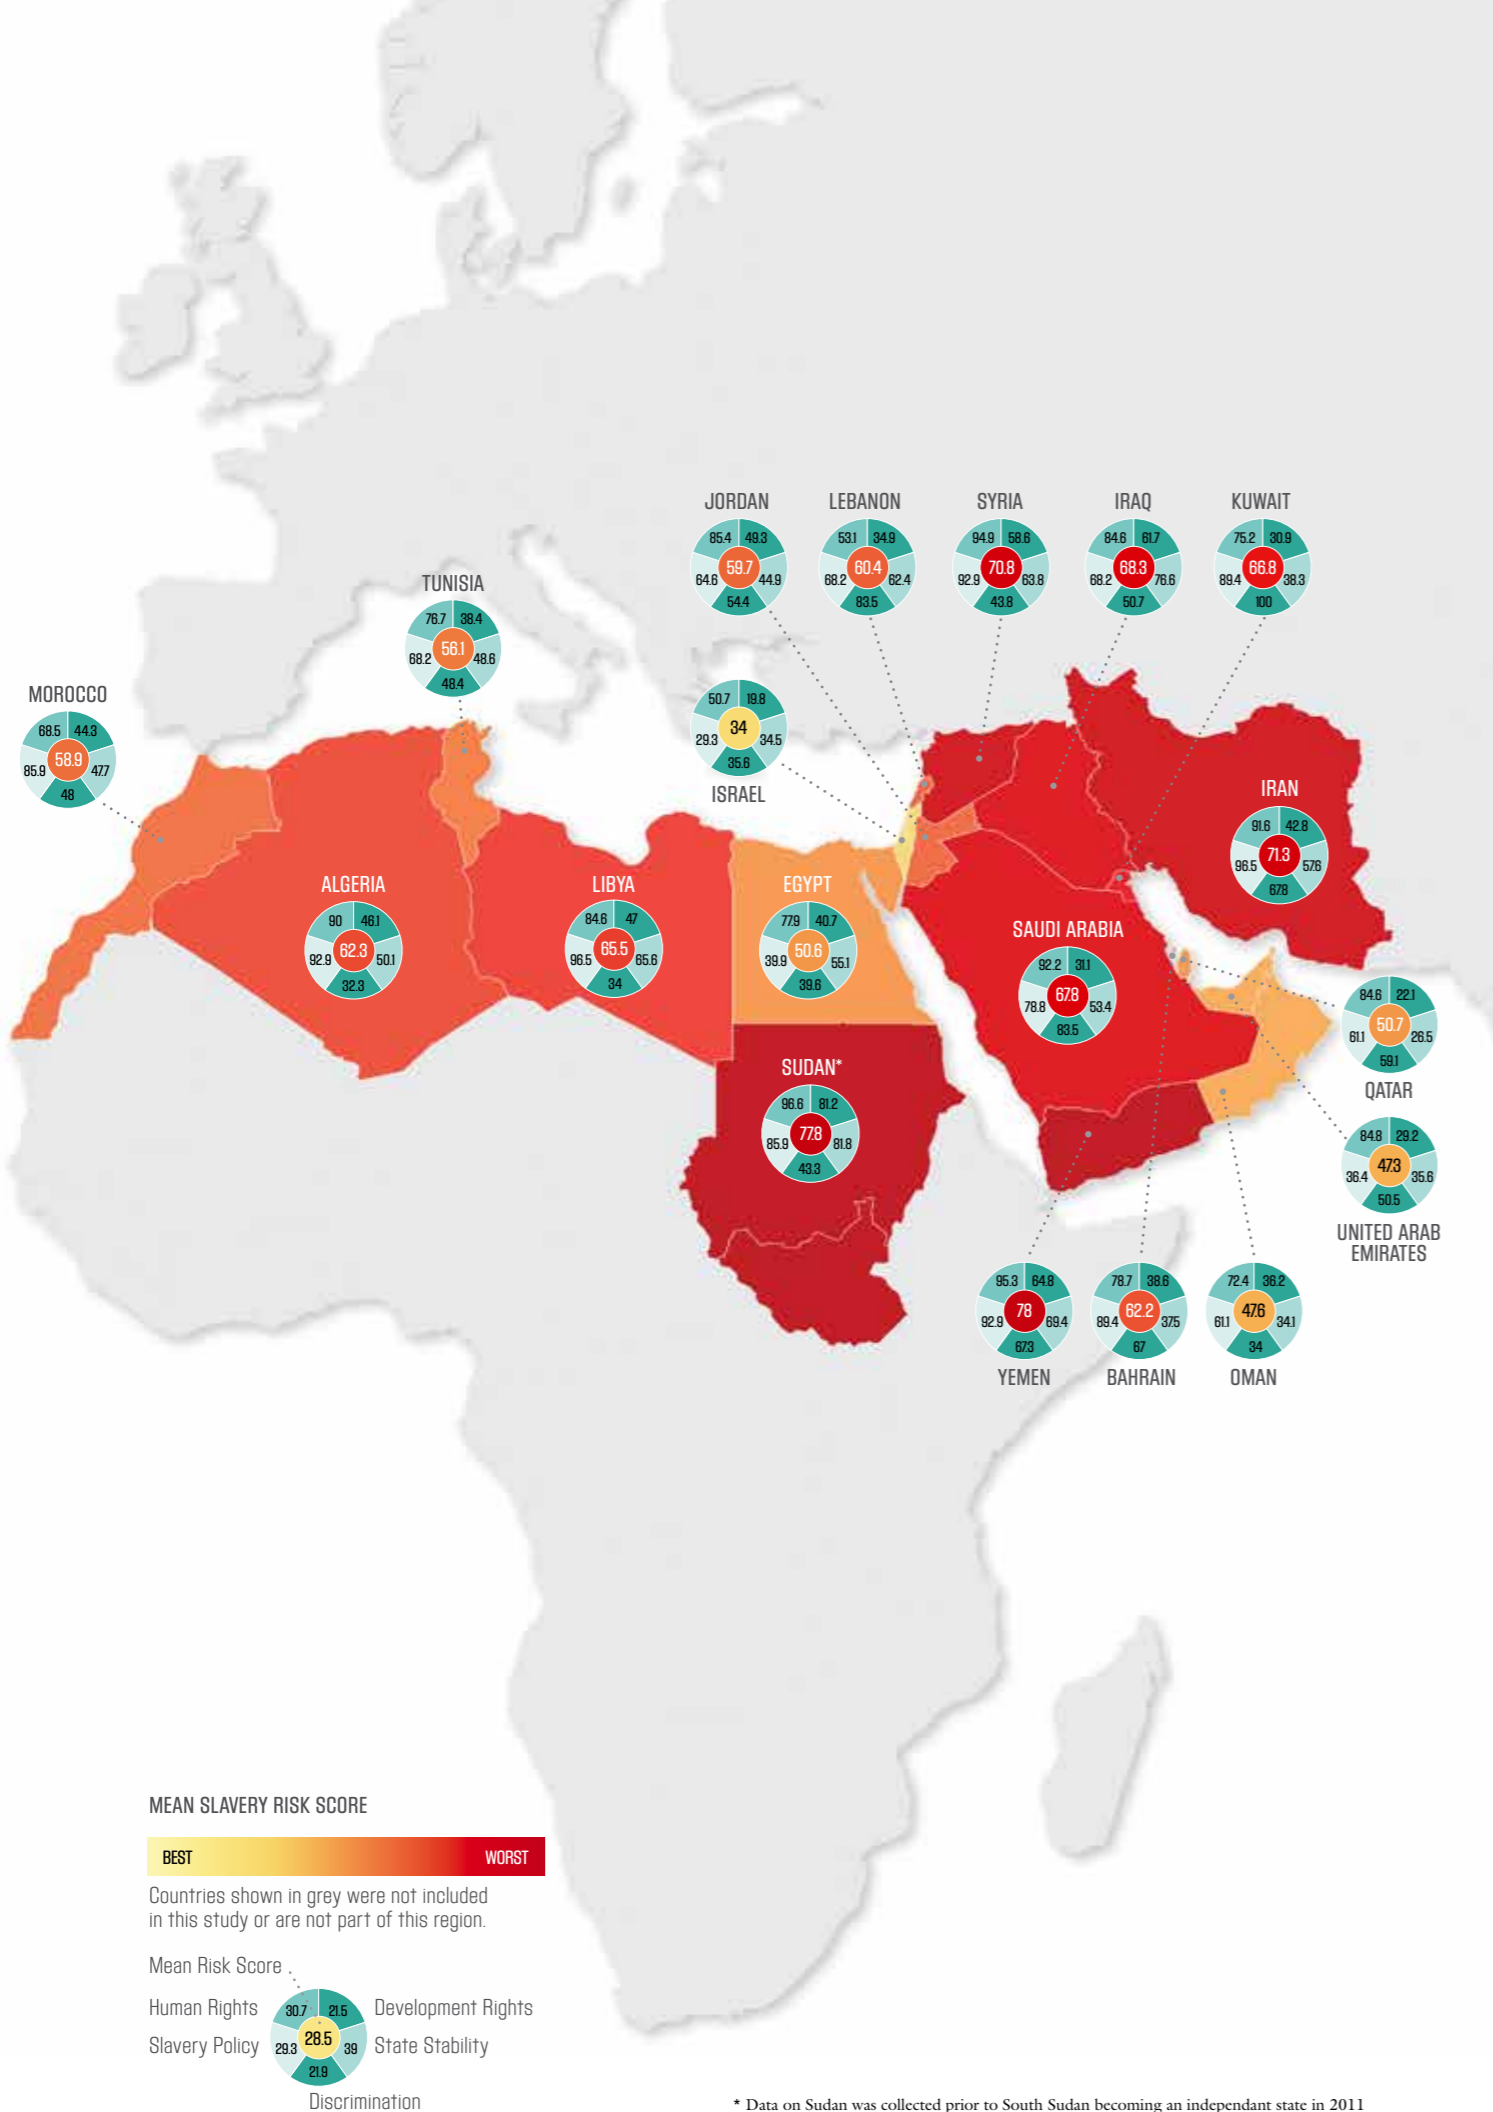 JORDAN
85.4 49.3
59.7
64.6 44.9
54.4
LEBANON
53.1 34.9
60.4
68.2 62.4
83.5
SYRIA
94.9 58.6
70.8
92.9 63.8
43.8
IRAQ
84.6 61.7
68.3
68.2 76.6
50.7
KUWAIT
75.2 30.9
66.8
89.4 38.3
100
TUNISIA
76.7 38.4
56.1
68.2 48.6
48.4
MOROCCO
68.5 44.3
58.9
85.9 47.7
48
50.7 19.8
34
29.3 34.5
35.6
ISRAEL
IRAN
91.6 42.8
71.3
96.5 57.6
67.8
ALGERIA
90 46.1
62.3
92.9 50.1
32.3
LIBYA
84.6 47
65.5
96.5 65.6
34
EGYPT
77.9 40.7
50.6
39.9 55.1
39.6
SAUDI ARABIA
92.2 31.1
67.8
78.8 53.4
83.5
84.6 22.1
50.7
61.1 26.5
59.1
QATAR
SUDAN*
96.6 81.2
77.8
85.9 81.8
43.3
84.8 29.2
47.3
36.4 35.6
50.5
UNITED ARAB
EMIRATES
95.3 64.8
78
92.9 69.4
67.3
YEMEN
78.7 38.6
62.2
89.4 37.5
67
BAHRAIN
72.4 36.2
47.6
61.1 34.1
34
OMAN
MEAN SLAVERY RISK SCORE
BEST WORST
Countries shown in grey were not included
in this study or are not part of this region.
Mean Risk Score
Human Rights 30.7 21.5 Development Rights
28.5
Slavery Policy 29.3 39 State Stability
21.9
Discrimination
* Data on Sudan was collected prior to South Sudan becoming an independant state in 2011